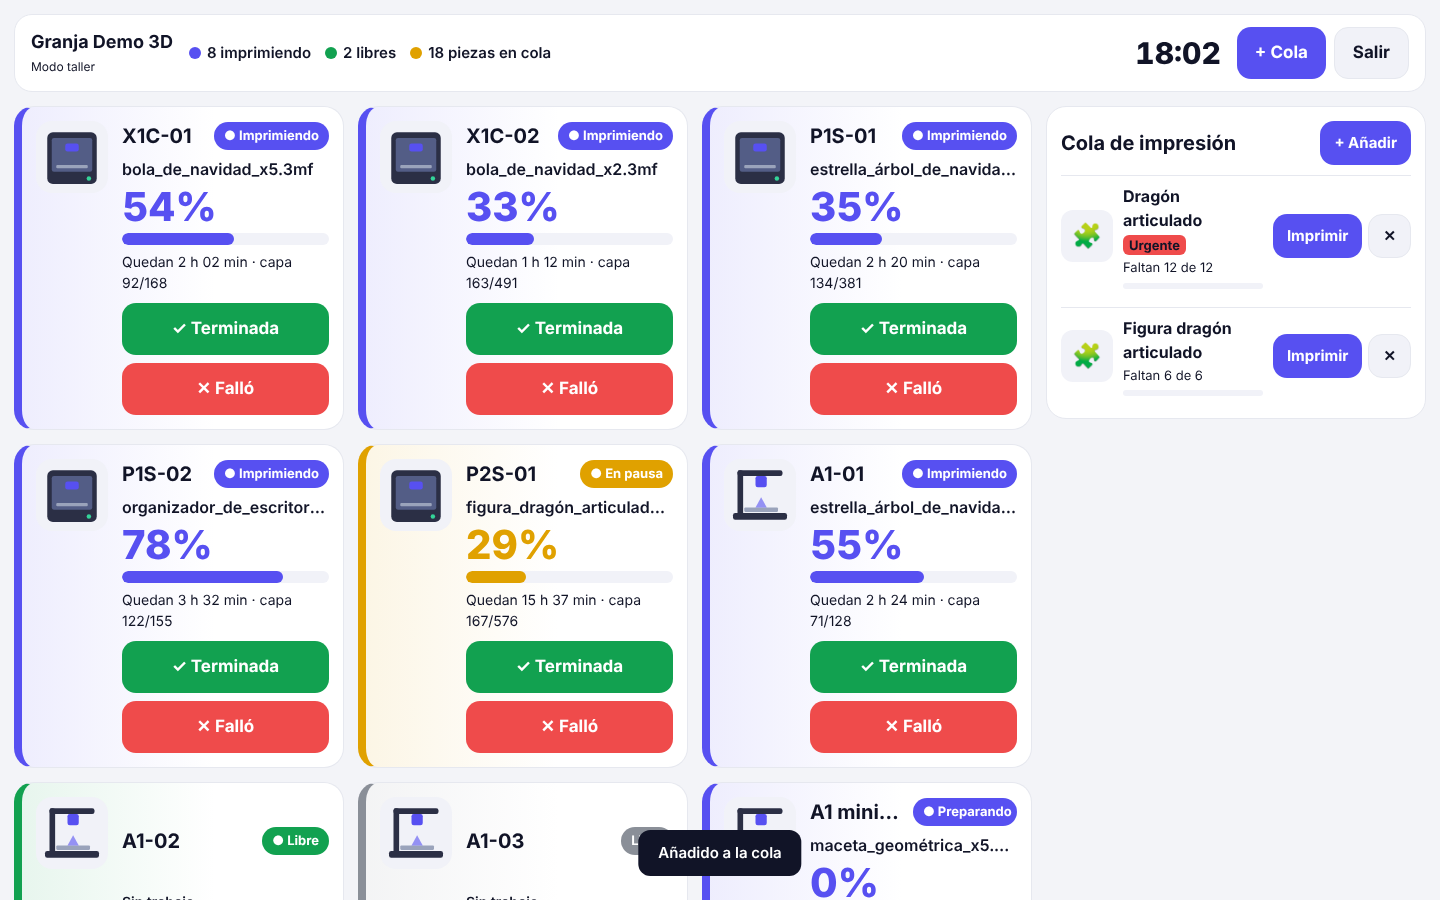 Granja Demo 3D
Modo taller
8 imprimiendo
2 libres
18 piezas en cola
18:02
+ Cola
Salir
X1C-01
Imprimiendo
bola_de_navidad_x5.3mf
54%
Quedan 2 h 02 min · capa
92/168
✓ Terminada
✕ Falló
X1C-02
Imprimiendo
bola_de_navidad_x2.3mf
33%
Quedan 1 h 12 min · capa
163/491
✓ Terminada
✕ Falló
P1S-01
Imprimiendo
estrella_árbol_de_navida...
35%
Quedan 2 h 20 min · capa
134/381
✓ Terminada
✕ Falló
Cola de impresión
+ Añadir
Dragón
articulado
Urgente
Faltan 12 de 12
Imprimir
✕
Figura dragón
articulado
Faltan 6 de 6
Imprimir
✕
P1S-02
Imprimiendo
organizador_de_escritor...
78%
Quedan 3 h 32 min · capa
122/155
✓ Terminada
✕ Falló
P2S-01
En pausa
figura_dragón_articulad...
29%
Quedan 15 h 37 min · capa
167/576
✓ Terminada
✕ Falló
A1-01
Imprimiendo
estrella_árbol_de_navida...
55%
Quedan 2 h 24 min · capa
71/128
✓ Terminada
✕ Falló
A1-02
Libre
A1-03
A1 mini...
Preparando
maceta_geométrica_x5....
0%
Añadido a la cola